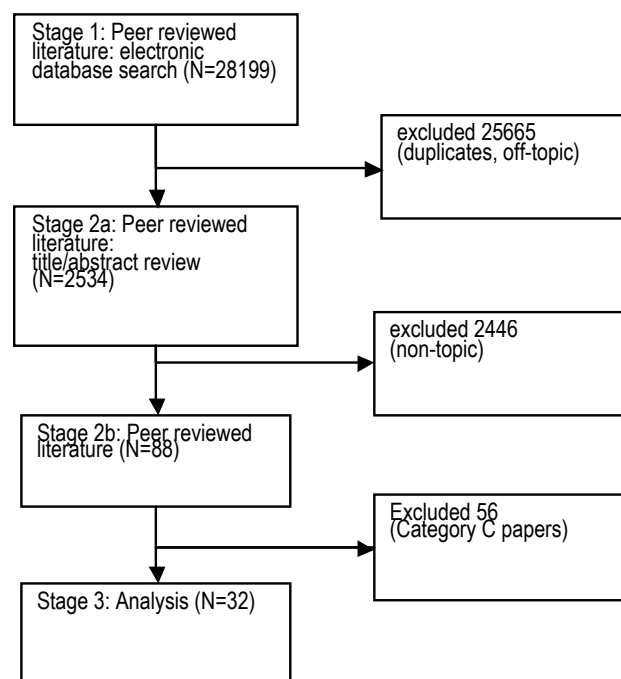 Stage 1: Peer reviewed
literature: electronic
database search (N=28199)
excluded 25665
(duplicates, off-topic)
Stage 2a: Peer reviewed
literature:
title/abstract review
(N=2534)
excluded 2446
(non-topic)
Stage 2b: Peer reviewed
literature (N=88)
Excluded 56
(Category C papers)
Stage 3: Analysis (N=32)